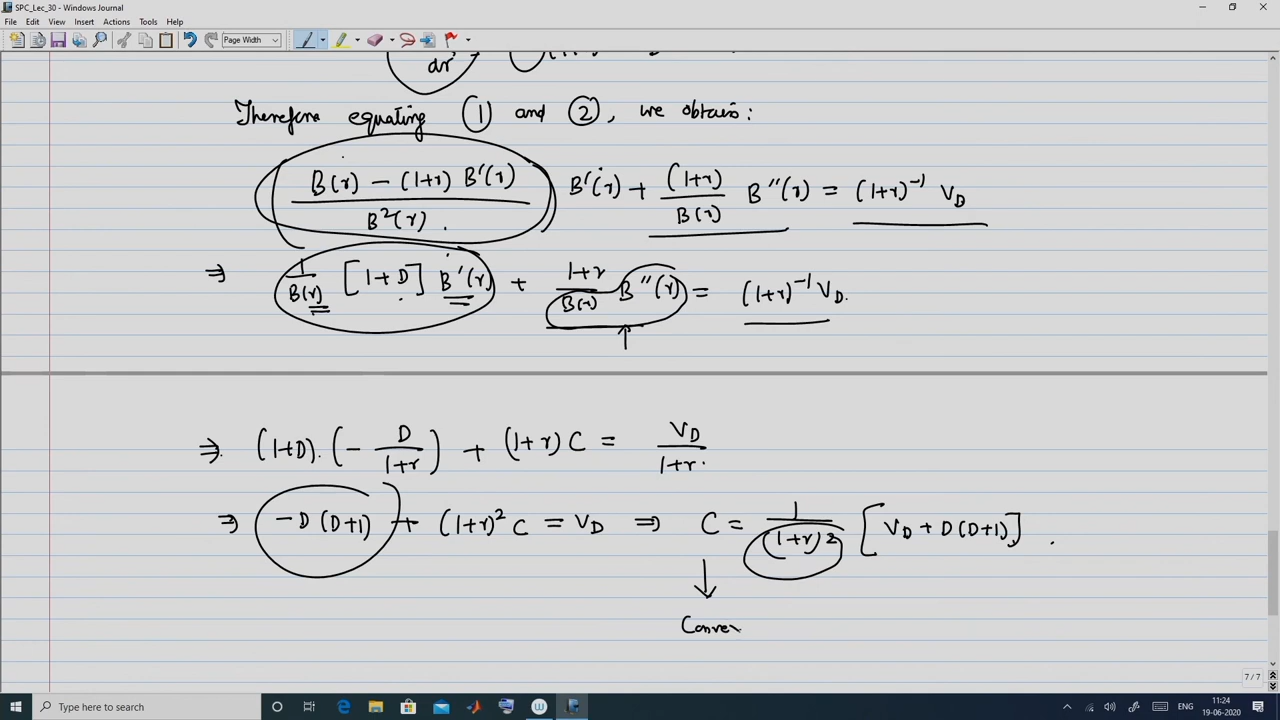 SPC_Lec_30 - Windows Journal
File Edit View Insert Actions Tools Help
Page Width
dr
Therefore equating (1) and (2), we obtain:
(B(r) - (1+r) B'(r)) / B²(r) . B'(r) + (1+r)/B(r) B''(r) = (1+r)⁻¹ V_D
⇒ 1/B(r) [1+D] B'(r) + (1+r)/B(r) B''(r) = (1+r)⁻¹ V_D.
⇒ (1+D).(- D/(1+r)) + (1+r) C = V_D/(1+r).
⇒ -D(D+1) + (1+r)² C = V_D ⇒ C = 1/(1+r)² [V_D + D(D+1)] .
Convex
7 / 7
Type here to search
ENG
11:24
19-06-2020